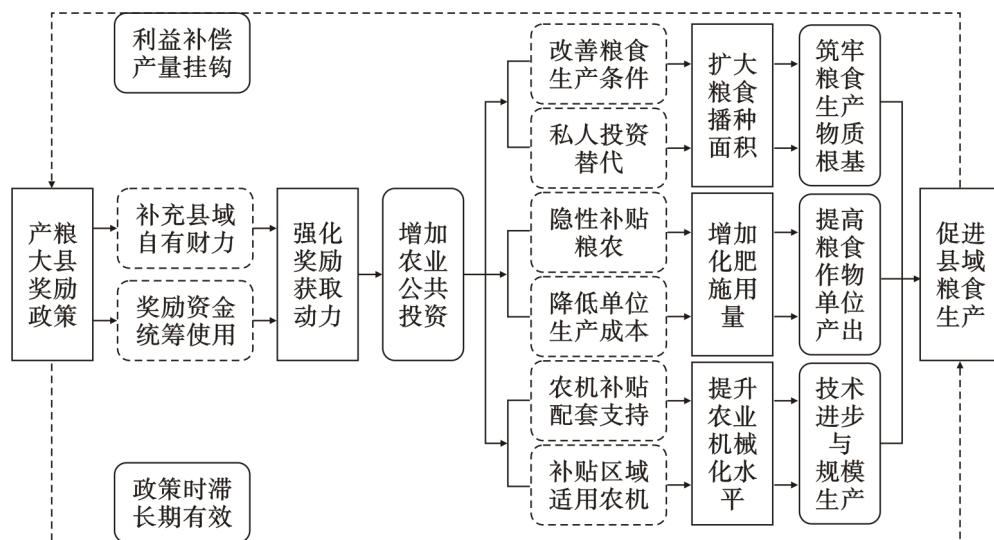 利益补偿
产量挂钩
产粮
大县
奖励
政策
补充县域
自有财力
奖励资金
统筹使用
强化
奖励
获取
动力
增加
农业
公共
投资
改善粮食
生产条件
私人投资
替代
隐性补贴
粮农
降低单位
生产成本
农机补贴
配套支持
补贴区域
适用农机
扩大
粮食
播种
面积
增加
化肥
施用
量
提升
农业
机械
化水
平
筑牢
粮食
生产
物质
根基
提高
粮食
作物
单位
产出
技术
进步
与
规模
生产
促进
县域
粮食
生产
政策时滞
长期有效